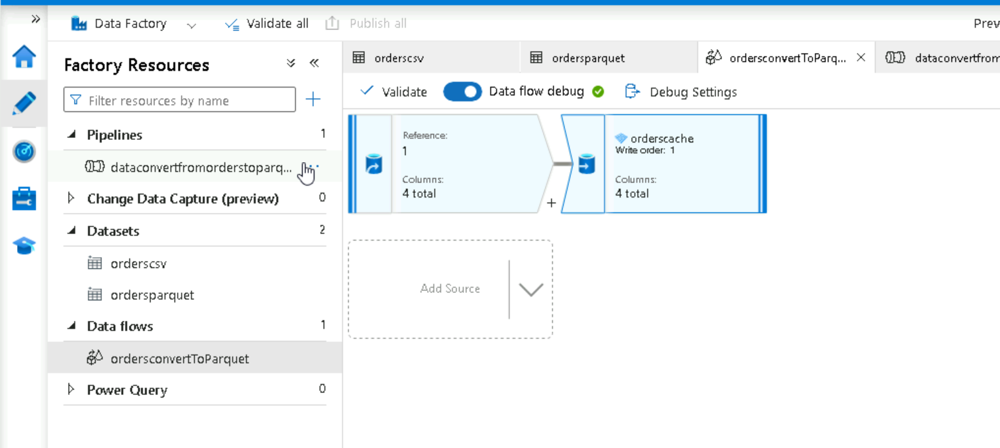 Data Factory
Validate all
Publish all
Prev
Factory Resources
Filter resources by name
Pipelines 1
dataconvertfromorderstoparq...
Change Data Capture (preview) 0
Datasets 2
orderscsv
ordersparquet
Data flows 1
ordersconvertToParquet
Power Query 0
orderscsv
ordersparquet
ordersconvertToParq...
dataconvertfrom
Validate
Data flow debug
Debug Settings
Reference:
1
Columns:
4 total
orderscache
Write order: 1
Columns:
4 total
Add Source